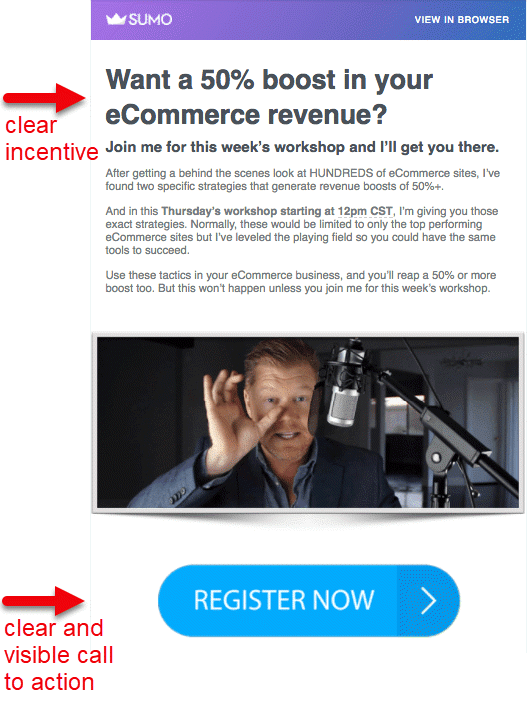 SUMO
VIEW IN BROWSER
Want a 50% boost in your
eCommerce revenue?
clear
incentive
Join me for this week's workshop and I'll get you there.
After getting a behind the scenes look at HUNDREDS of eCommerce sites, I've
found two specific strategies that generate revenue boosts of 50%+.
And in this Thursday's workshop starting at 12pm CST, I'm giving you those
exact strategies. Normally, these would be limited to only the top performing
eCommerce sites but I've leveled the playing field so you could have the same
tools to succeed.
Use these tactics in your eCommerce business, and you'll reap a 50% or more
boost too. But this won't happen unless you join me for this week's workshop.
REGISTER NOW
clear and
visible call
to action